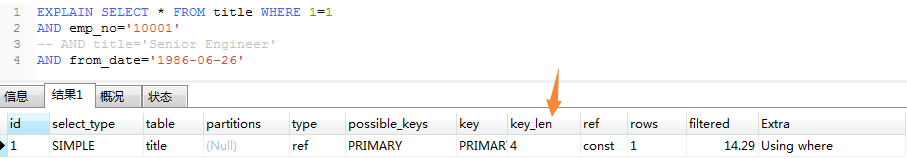 1 EXPLAIN SELECT * FROM title WHERE 1=1
2 AND emp_no='10001'
3 -- AND title='Senior Engineer'
4 AND from_date='1986-06-26'
信息 结果1 概况 状态
id select_type table partitions type possible_keys key key_len ref rows filtered Extra
1 SIMPLE title (Null) ref PRIMARY PRIMAR 4 const 1 14.29 Using where